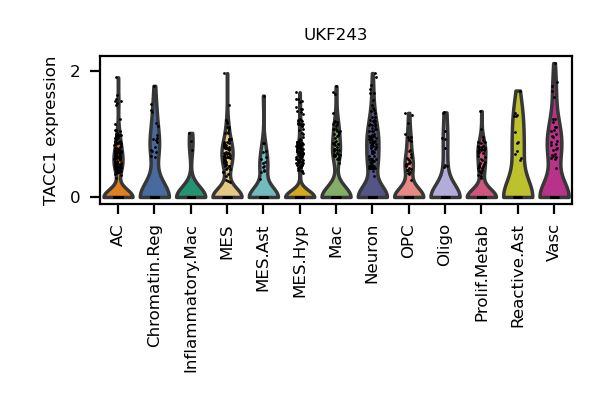 UKF243
TACC1 expression
2
0
AC
Chromatin.Reg
Inflammatory.Mac
MES
MES.Ast
MES.Hyp
Mac
Neuron
OPC
Oligo
Prolif.Metab
Reactive.Ast
Vasc